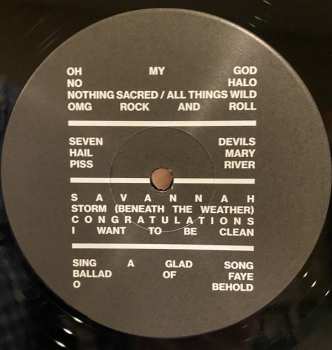 OH MY GOD
NO HALO
NOTHING SACRED / ALL THINGS WILD
OMG ROCK AND ROLL
SEVEN DEVILS
HAIL MARY
PISS RIVER
SAVANNAH
STORM (BENEATH THE WEATHER)
CONGRATULATIONS
I WANT TO BE CLEAN
SING A GLAD SONG
BALLAD OF FAYE
O BEHOLD